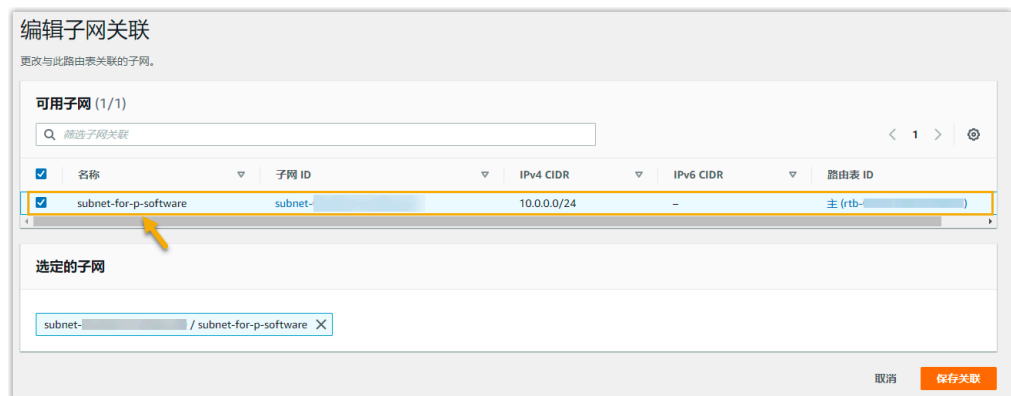 编辑子网关联
更改与此路由表关联的子网。
可用子网 (1/1)
筛选子网关联
1
名称 子网 ID IPv4 CIDR IPv6 CIDR 路由表 ID
subnet-for-p-software subnet- 10.0.0.0/24 – 主 (rtb- )
选定的子网
subnet- / subnet-for-p-software
取消 保存关联